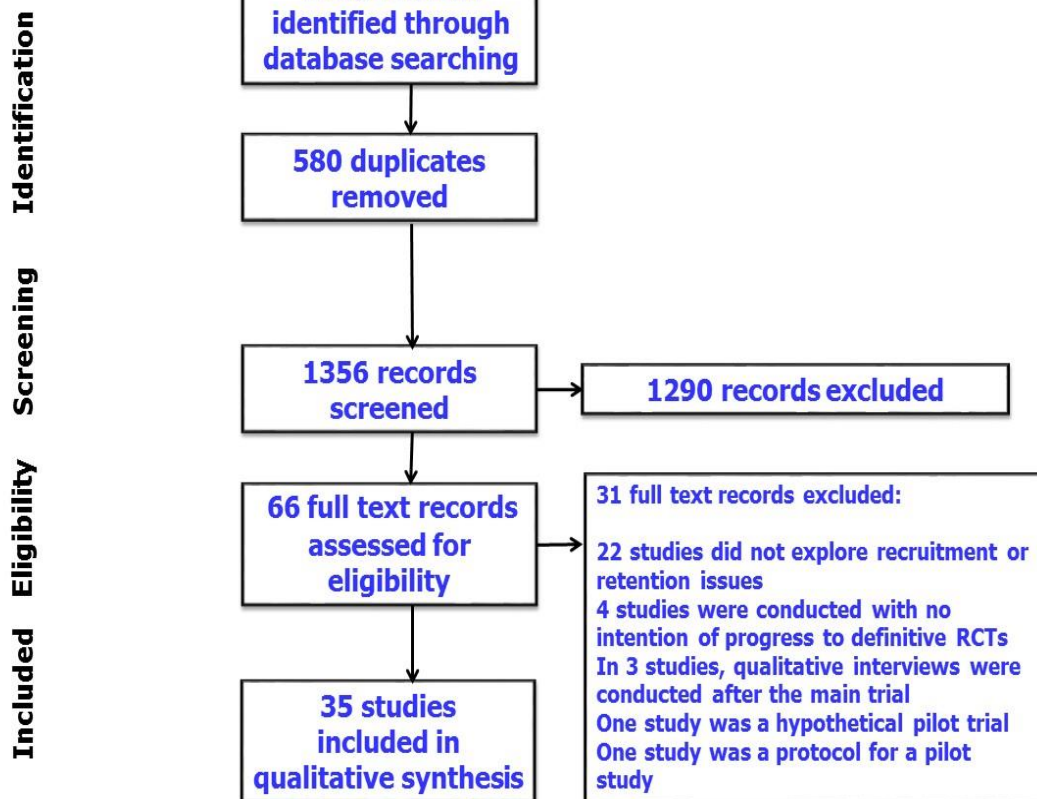 Identification
identified through
database searching
580 duplicates
removed
Screening
1356 records
screened
1290 records excluded
Eligibility
66 full text records
assessed for
eligibility
31 full text records excluded:
22 studies did not explore recruitment or
retention issues
4 studies were conducted with no
intention of progress to definitive RCTs
In 3 studies, qualitative interviews were
conducted after the main trial
One study was a hypothetical pilot trial
One study was a protocol for a pilot
study
Included
35 studies
included in
qualitative synthesis